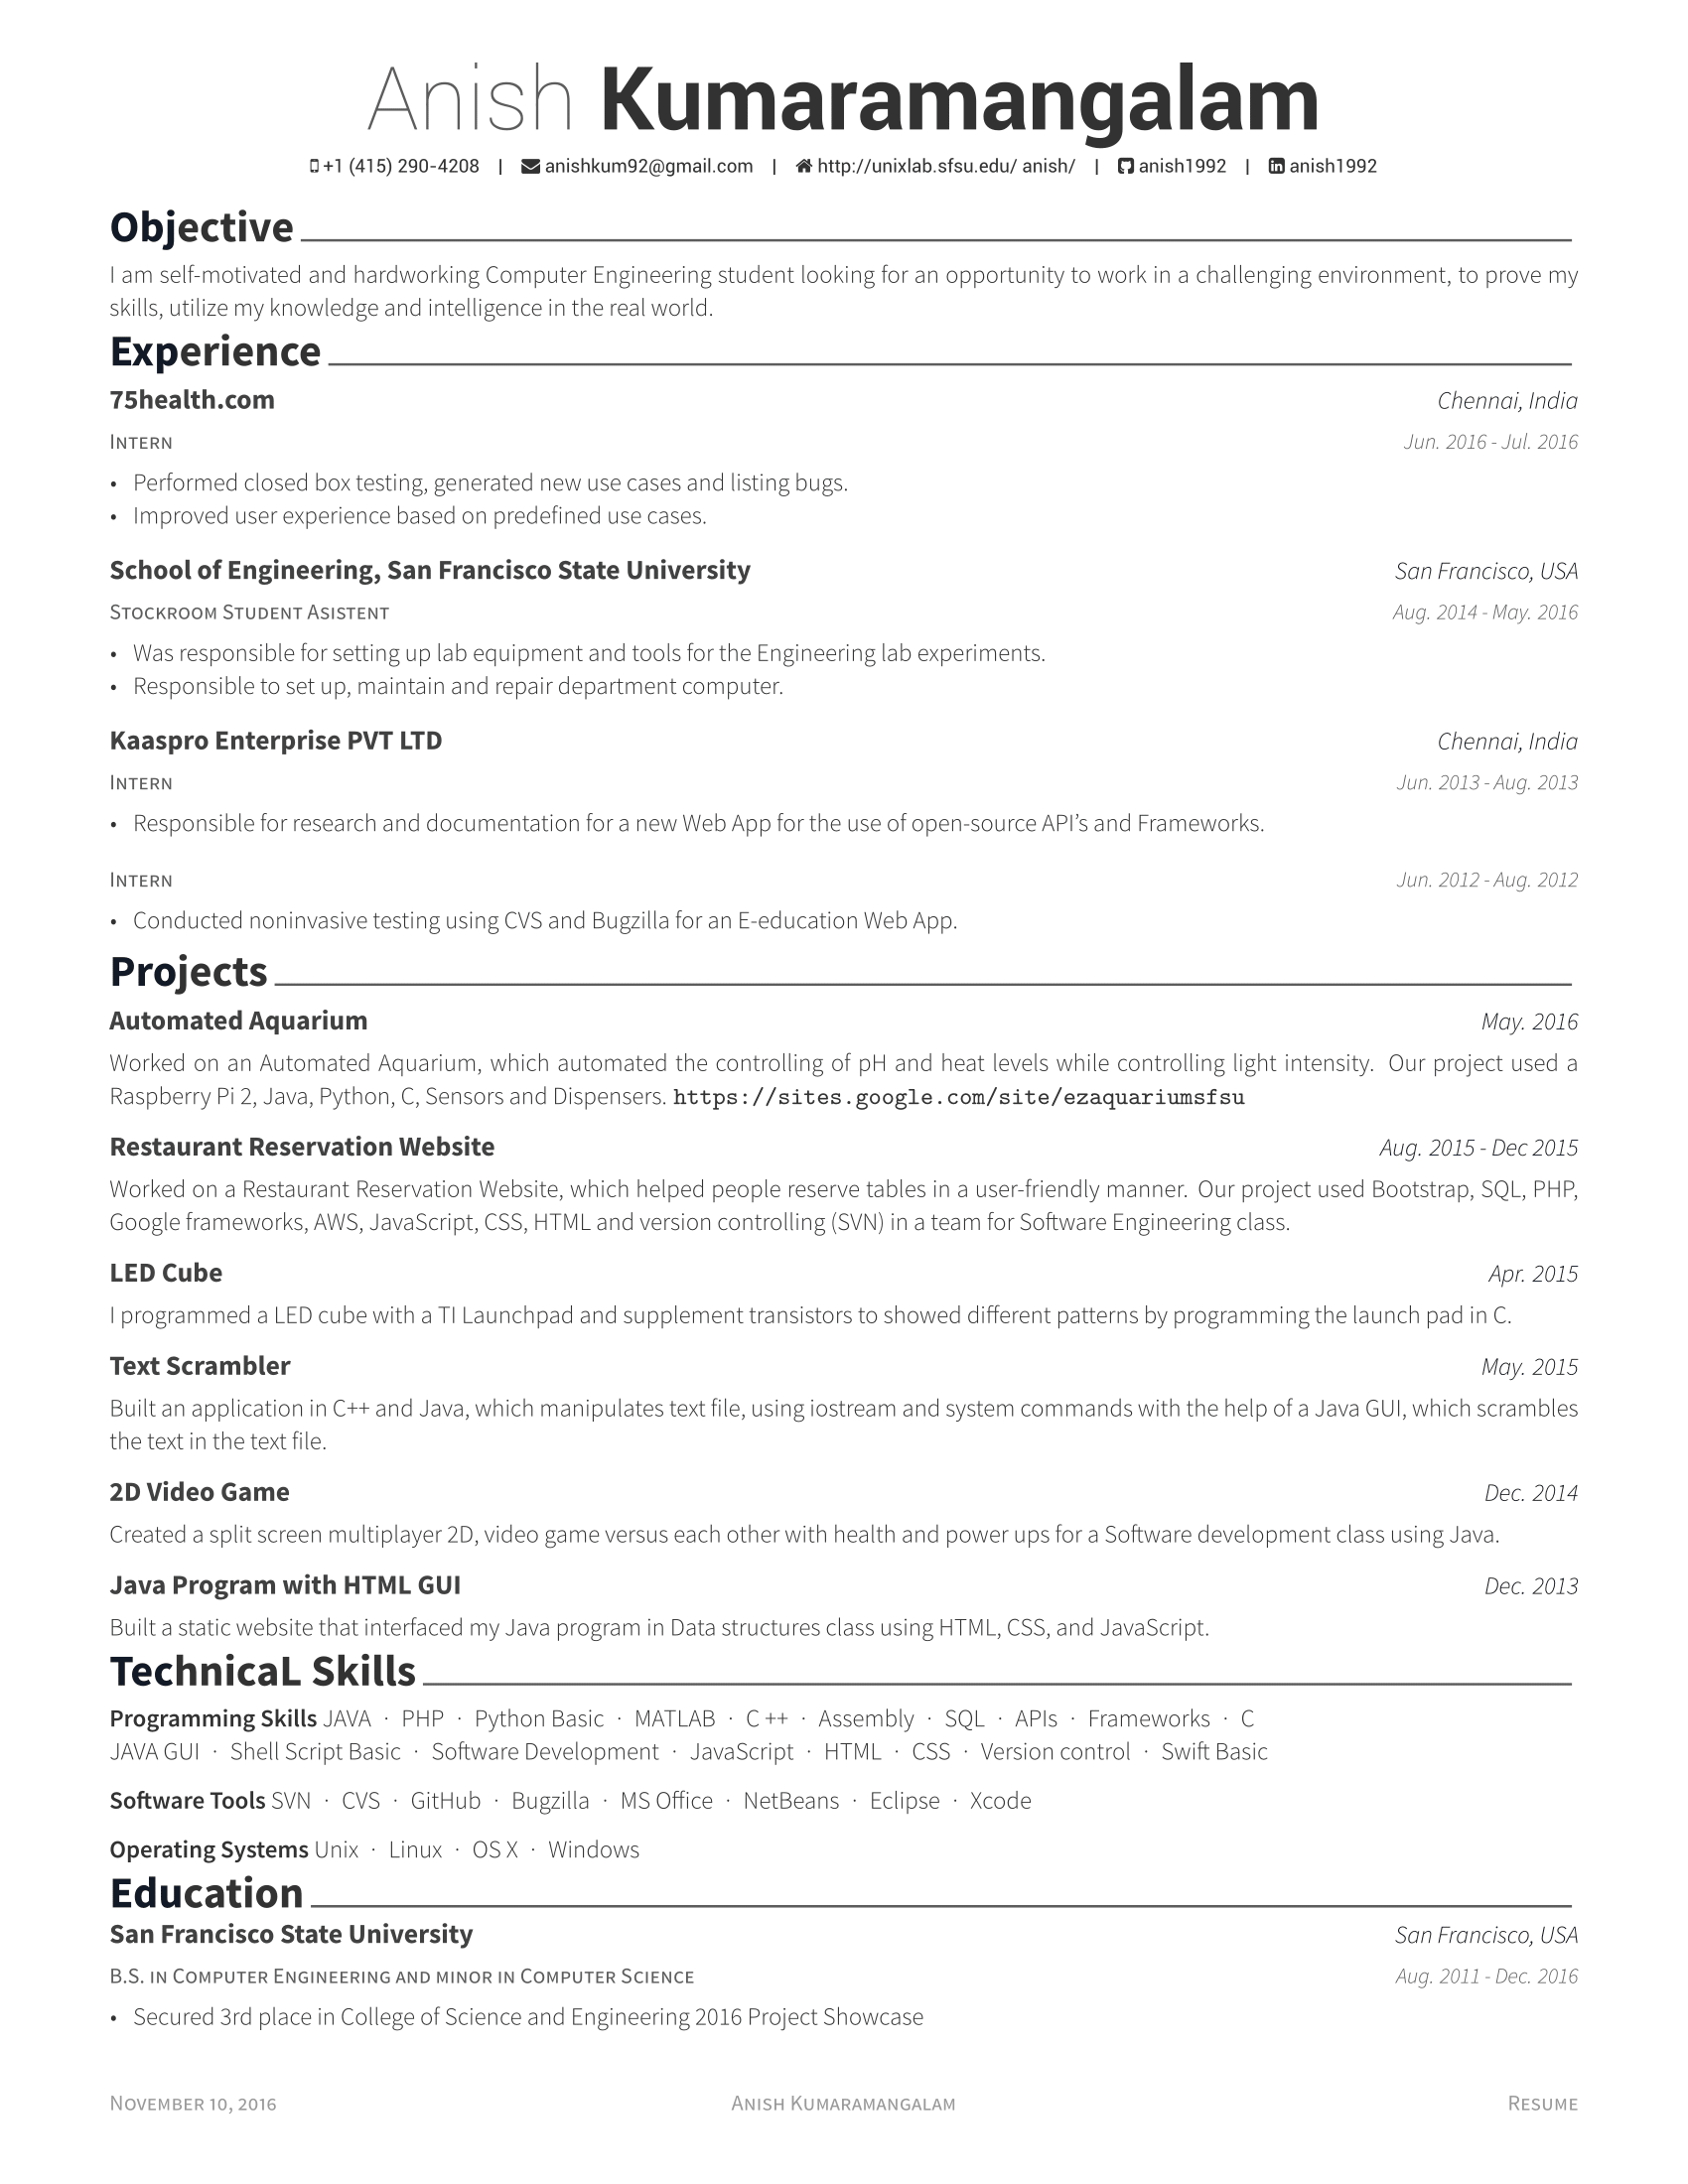 Anish Kumaramangalam
+1 (415) 290-4208 | anishkum92@gmail.com | http://unixlab.sfsu.edu/ anish/ | anish1992 | anish1992
Objective
I am self-motivated and hardworking Computer Engineering student looking for an opportunity to work in a challenging environment, to prove my
skills, utilize my knowledge and intelligence in the real world.
Experience
75health.com Chennai, India
Intern Jun. 2016 - Jul. 2016
• Performed closed box testing, generated new use cases and listing bugs.
• Improved user experience based on predefined use cases.
School of Engineering, San Francisco State University San Francisco, USA
Stockroom Student Asistent Aug. 2014 - May. 2016
• Was responsible for setting up lab equipment and tools for the Engineering lab experiments.
• Responsible to set up, maintain and repair department computer.
Kaaspro Enterprise PVT LTD Chennai, India
Intern Jun. 2013 - Aug. 2013
• Responsible for research and documentation for a new Web App for the use of open-source API’s and Frameworks.
Intern Jun. 2012 - Aug. 2012
• Conducted noninvasive testing using CVS and Bugzilla for an E-education Web App.
Projects
Automated Aquarium May. 2016
Worked on an Automated Aquarium, which automated the controlling of pH and heat levels while controlling light intensity. Our project used a
Raspberry Pi 2, Java, Python, C, Sensors and Dispensers. https://sites.google.com/site/ezaquariumsfsu
Restaurant Reservation Website Aug. 2015 - Dec 2015
Worked on a Restaurant Reservation Website, which helped people reserve tables in a user-friendly manner. Our project used Bootstrap, SQL, PHP,
Google frameworks, AWS, JavaScript, CSS, HTML and version controlling (SVN) in a team for Software Engineering class.
LED Cube Apr. 2015
I programmed a LED cube with a TI Launchpad and supplement transistors to showed different patterns by programming the launch pad in C.
Text Scrambler May. 2015
Built an application in C++ and Java, which manipulates text file, using iostream and system commands with the help of a Java GUI, which scrambles
the text in the text file.
2D Video Game Dec. 2014
Created a split screen multiplayer 2D, video game versus each other with health and power ups for a Software development class using Java.
Java Program with HTML GUI Dec. 2013
Built a static website that interfaced my Java program in Data structures class using HTML, CSS, and JavaScript.
TechnicaL Skills
Programming Skills JAVA · PHP · Python Basic · MATLAB · C ++ · Assembly · SQL · APIs · Frameworks · C
JAVA GUI · Shell Script Basic · Software Development · JavaScript · HTML · CSS · Version control · Swift Basic
Software Tools SVN · CVS · GitHub · Bugzilla · MS Office · NetBeans · Eclipse · Xcode
Operating Systems Unix · Linux · OS X · Windows
Education
San Francisco State University San Francisco, USA
B.S. in Computer Engineering and minor in Computer Science Aug. 2011 - Dec. 2016
• Secured 3rd place in College of Science and Engineering 2016 Project Showcase
November 10, 2016 Anish Kumaramangalam Resume